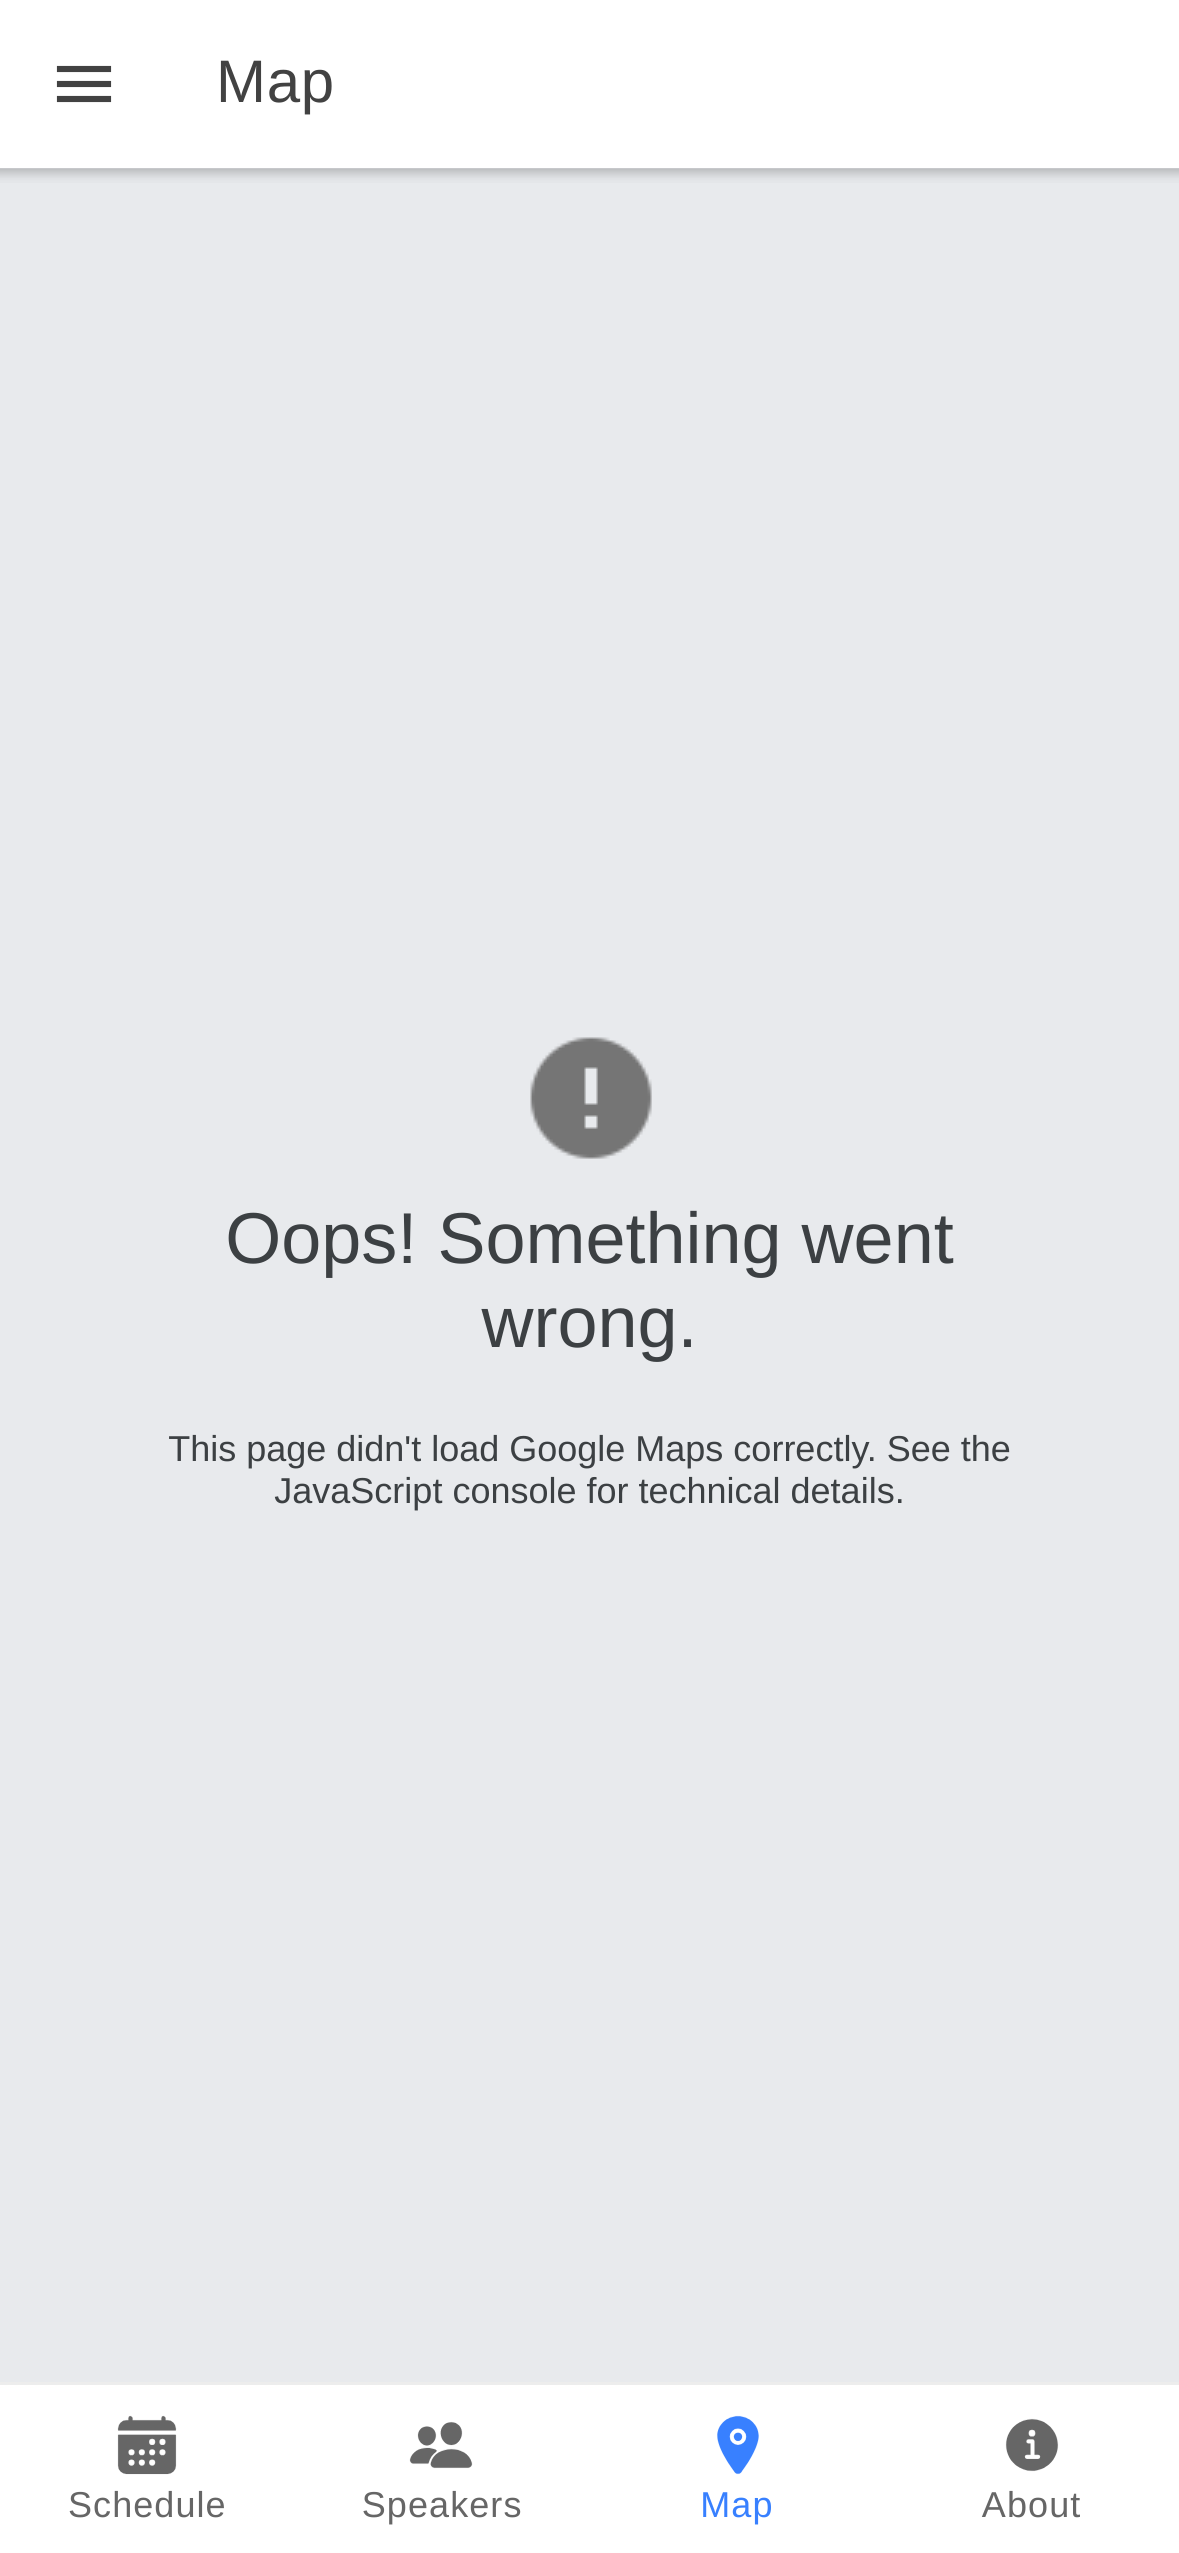 Map
Oops! Something went
wrong.
This page didn't load Google Maps correctly. See the
JavaScript console for technical details.
Schedule
Speakers
Map
About